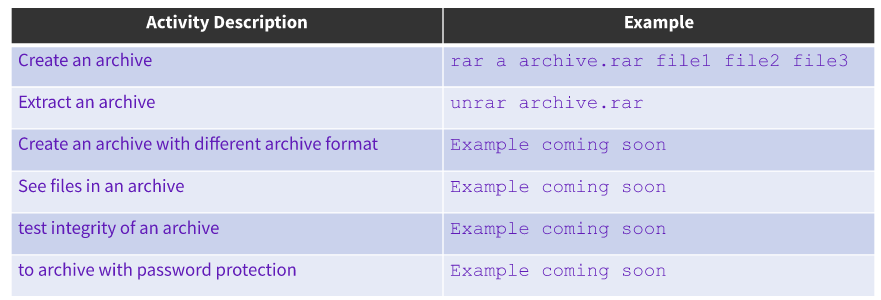 Activity Description Example
Create an archive rar a archive.rar file1 file2 file3
Extract an archive unrar archive.rar
Create an archive with different archive format Example coming soon
See files in an archive Example coming soon
test integrity of an archive Example coming soon
to archive with password protection Example coming soon